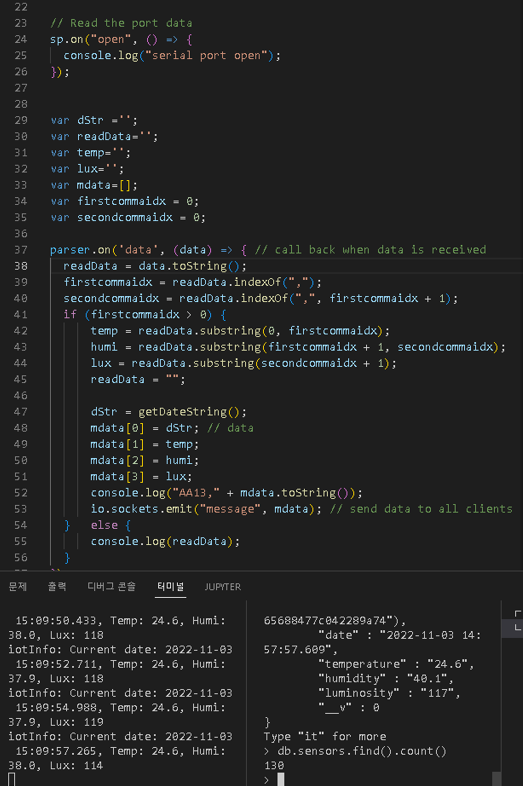 22
23 // Read the port data
24 sp.on("open", () => {
25 console.log("serial port open");
26 });
27
28
29 var dStr ='';
30 var readData='';
31 var temp='';
32 var lux='';
33 var mdata=[];
34 var firstcommaidx = 0;
35 var secondcommaidx = 0;
36
37 parser.on('data', (data) => { // call back when data is received
38 readData = data.toString();
39 firstcommaidx = readData.indexOf(",");
40 secondcommaidx = readData.indexOf(",", firstcommaidx + 1);
41 if (firstcommaidx > 0) {
42 temp = readData.substring(0, firstcommaidx);
43 humi = readData.substring(firstcommaidx + 1, secondcommaidx);
44 lux = readData.substring(secondcommaidx + 1);
45 readData = "";
46
47 dStr = getDateString();
48 mdata[0] = dStr; // data
49 mdata[1] = temp;
50 mdata[2] = humi;
51 mdata[3] = lux;
52 console.log("AA13," + mdata.toString());
53 io.sockets.emit("message", mdata); // send data to all clients
54 } else {
55 console.log(readData);
56 }
문제 출력 디버그 콘솔 터미널 JUPYTER
15:09:50.433, Temp: 24.6, Humi:
38.0, Lux: 118
iotInfo: Current date: 2022-11-03
15:09:52.711, Temp: 24.6, Humi:
37.9, Lux: 118
iotInfo: Current date: 2022-11-03
15:09:54.988, Temp: 24.6, Humi:
37.9, Lux: 119
iotInfo: Current date: 2022-11-03
15:09:57.265, Temp: 24.6, Humi:
38.0, Lux: 114
65688477c042289a74"),
"date" : "2022-11-03 14:
57:57.609",
"temperature" : "24.6",
"humidity" : "40.1",
"luminosity" : "117",
"__v" : 0
}
Type "it" for more
> db.sensors.find().count()
130
>